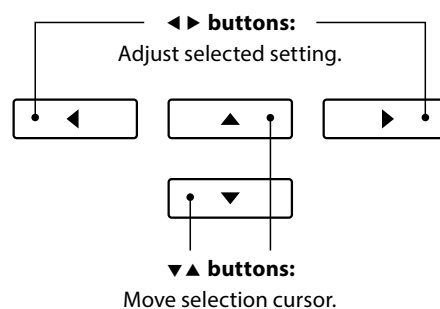 ◀ ▶ buttons:
Adjust selected setting.
◀
▲
▶
▼
▼▲ buttons:
Move selection cursor.